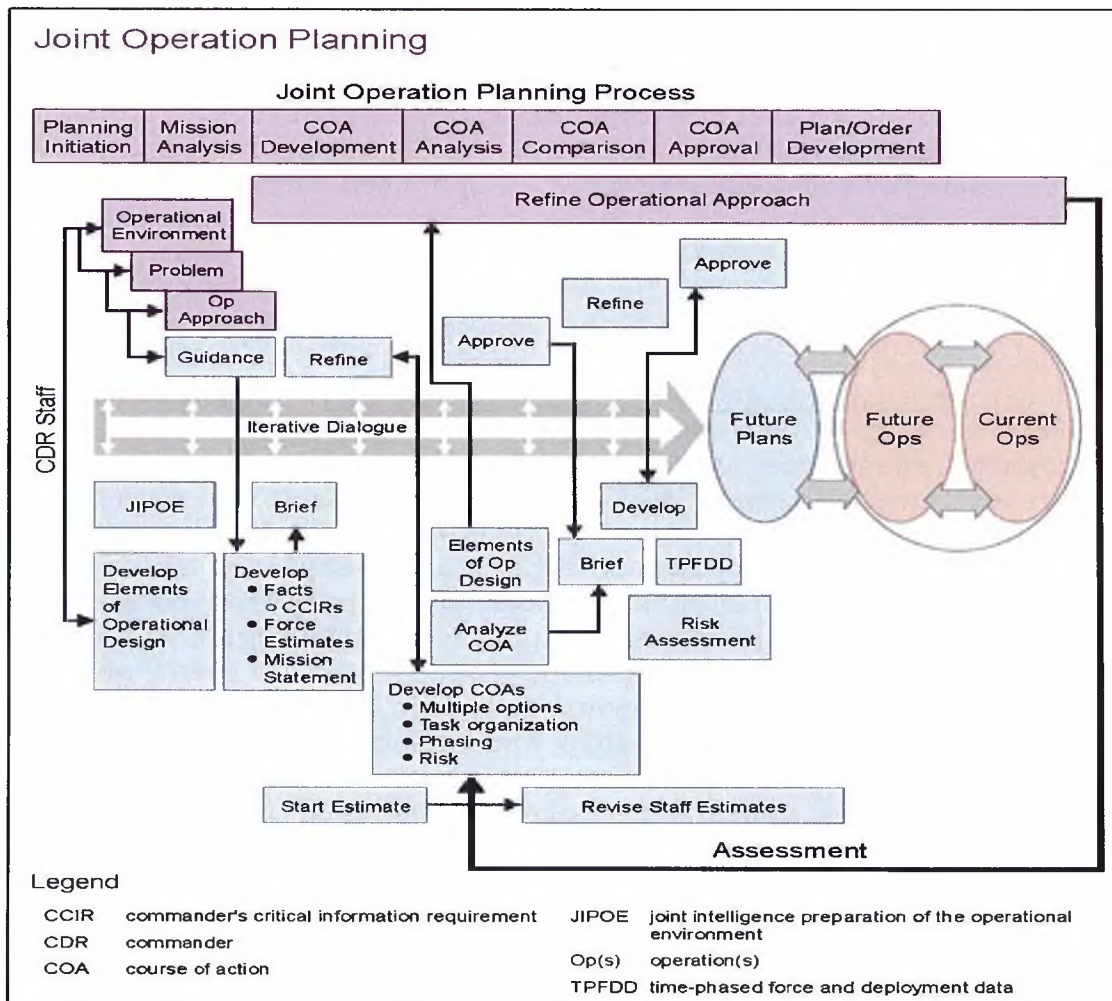 Joint Operation Planning
Joint Operation Planning Process
Planning
Initiation
Mission
Analysis
COA
Development
COA
Analysis
COA
Comparison
COA
Approval
Plan/Order
Development
Refine Operational Approach
Operational
Environment
Problem
Op
Approach
Guidance
Refine
Approve
Refine
Approve
CDR Staff
Iterative Dialogue
Future
Plans
Future
Ops
Current
Ops
JIPOE
Brief
Develop
Develop
Elements
of
Operational
Design
Develop
● Facts
○ CCIRs
● Force
Estimates
● Mission
Statement
Elements
of Op
Design
Brief
TPFDD
Analyze
COA
Risk
Assessment
Develop COAs
● Multiple options
● Task organization
● Phasing
● Risk
Start Estimate
Revise Staff Estimates
Assessment
Legend
CCIR commander's critical information requirement
CDR commander
COA course of action
JIPOE joint intelligence preparation of the operational
environment
Op(s) operation(s)
TPFDD time-phased force and deployment data